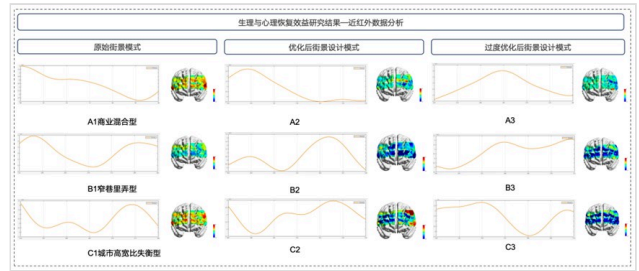 生理与心理恢复效益研究结果—近红外数据分析
原始街景模式
优化后街景设计模式
过度优化后街景设计模式
A1商业混合型
A2
A3
B1窄巷里弄型
B2
B3
C1城市高宽比失衡型
C2
C3